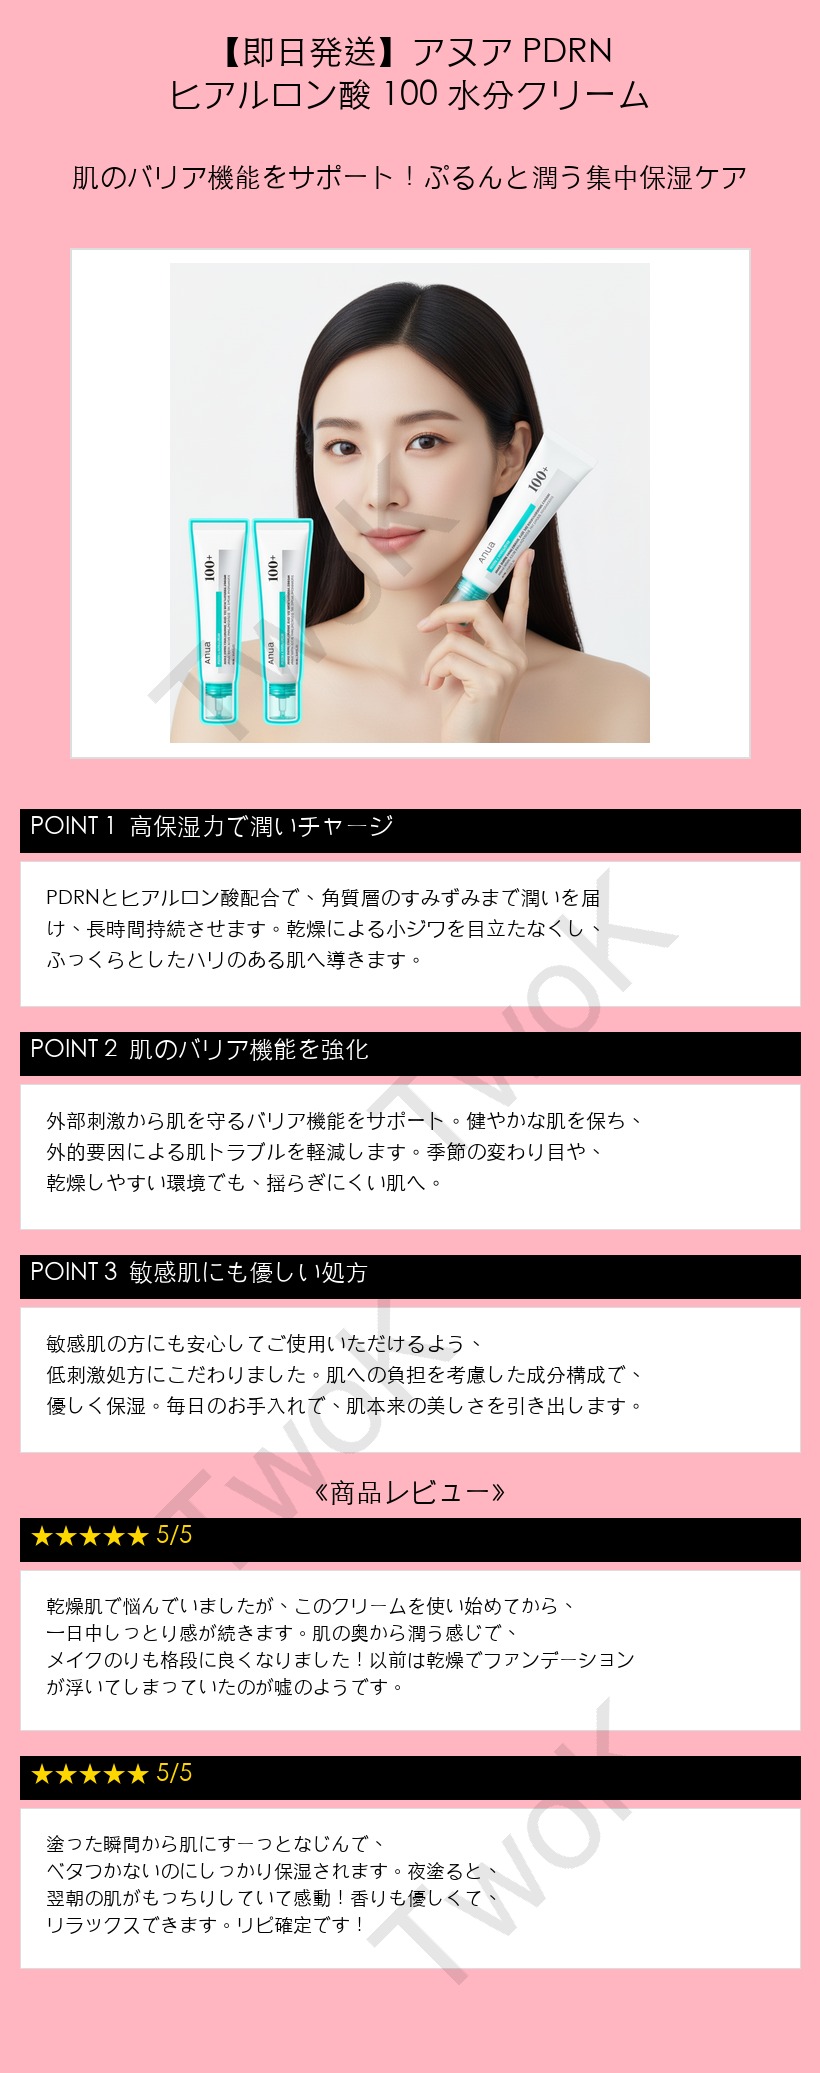 【即日発送】アヌア PDRN
ヒアルロン酸 100 水分クリーム
肌のバリア機能をサポート！ぷるんと潤う集中保湿ケア
100+
Anua
100+
Anua
100+
Anua
TwoK
POINT 1 高保湿力で潤いチャージ
PDRNとヒアルロン酸配合で、角質層のすみずみまで潤いを届
け、長時間持続させます。乾燥による小ジワを目立たなくし、
ふっくらとしたハリのある肌へ導きます。
TwoK
POINT 2 肌のバリア機能を強化
外部刺激から肌を守るバリア機能をサポート。健やかな肌を保ち、
外的要因による肌トラブルを軽減します。季節の変わり目や、
乾燥しやすい環境でも、揺らぎにくい肌へ。
POINT 3 敏感肌にも優しい処方
敏感肌の方にも安心してご使用いただけるよう、
低刺激処方にこだわりました。肌への負担を考慮した成分構成で、
優しく保湿。毎日のお手入れで、肌本来の美しさを引き出します。
TwoK
《商品レビュー》
★★★★★ 5/5
乾燥肌で悩んでいましたが、このクリームを使い始めてから、
一日中しっとり感が続きます。肌の奥から潤う感じで、
メイクのりも格段に良くなりました！以前は乾燥でファンデーション
が浮いてしまっていたのが嘘のようです。
★★★★★ 5/5
塗った瞬間から肌にすーっとなじんで、
ベタつかないのにしっかり保湿されます。夜塗ると、
翌朝の肌がもっちりしていて感動！香りも優しくて、
リラックスできます。リピ確定です！
TwoK